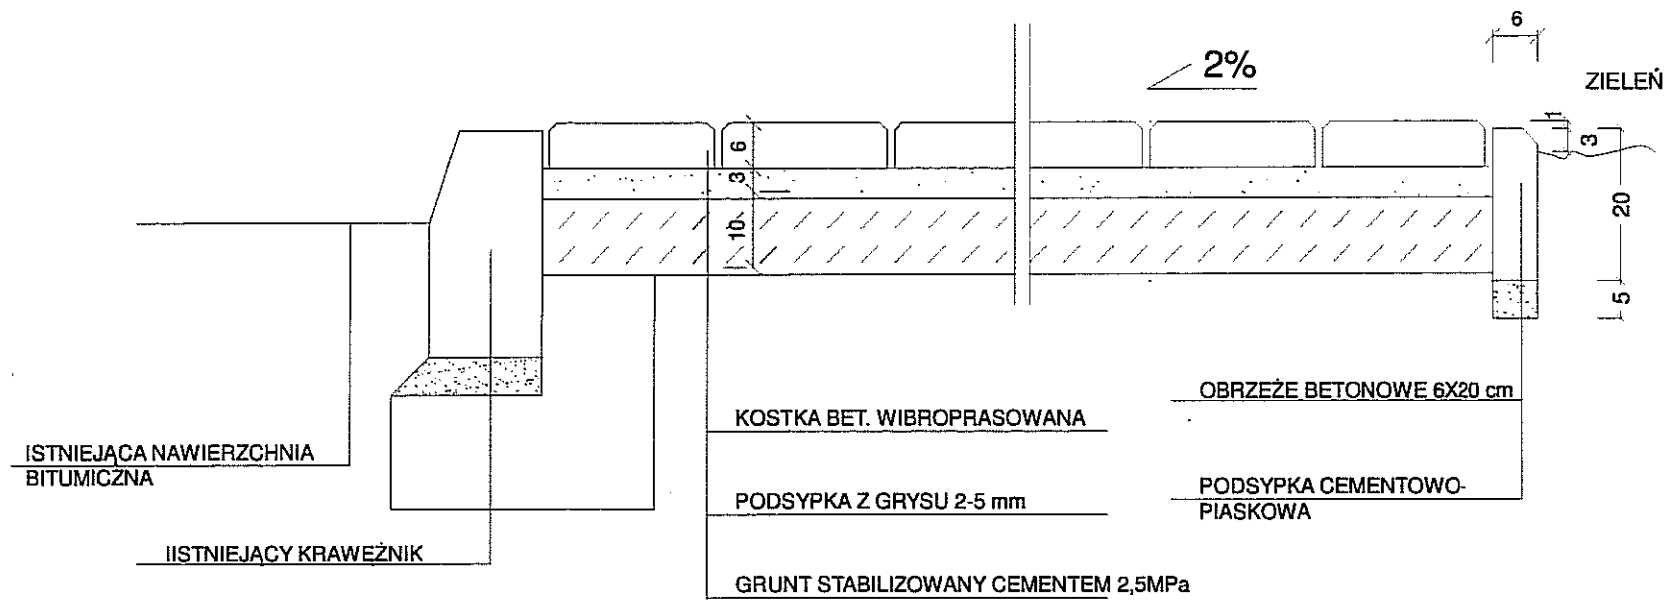 6
2%
ZIELEŃ
1
3
6
3
10
20
5
OBRZEŻE BETONOWE 6X20 cm
KOSTKA BET. WIBROPRASOWANA
ISTNIEJĄCA NAWIERZCHNIA
BITUMICZNA
PODSYPKA Z GRYSU 2-5 mm
PODSYPKA CEMENTOWO-
PIASKOWA
IISTNIEJĄCY KRAWEŻNIK
GRUNT STABILIZOWANY CEMENTEM 2,5MPa